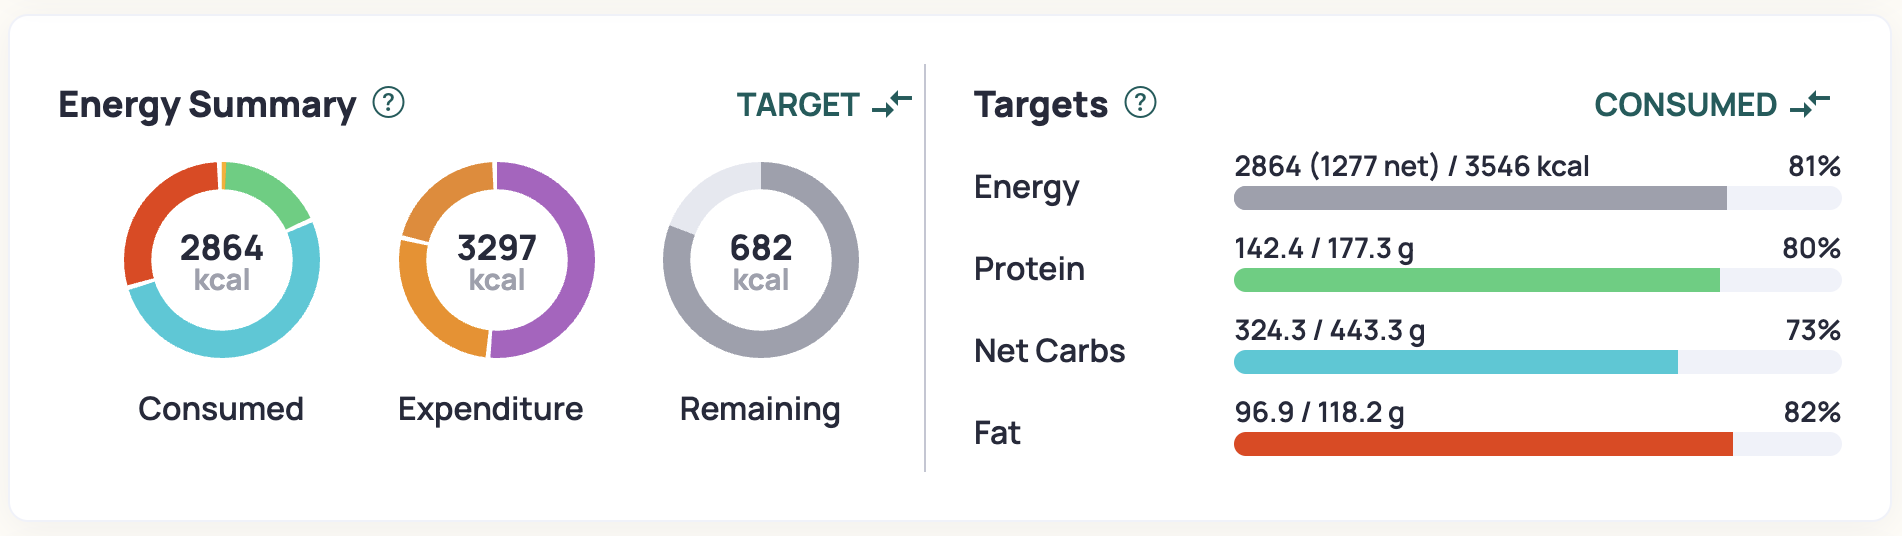 Energy Summary ?
TARGET
2864
kcal
Consumed
3297
kcal
Expenditure
682
kcal
Remaining
Targets ?
CONSUMED
Energy
2864 (1277 net) / 3546 kcal
81%
Protein
142.4 / 177.3 g
80%
Net Carbs
324.3 / 443.3 g
73%
Fat
96.9 / 118.2 g
82%